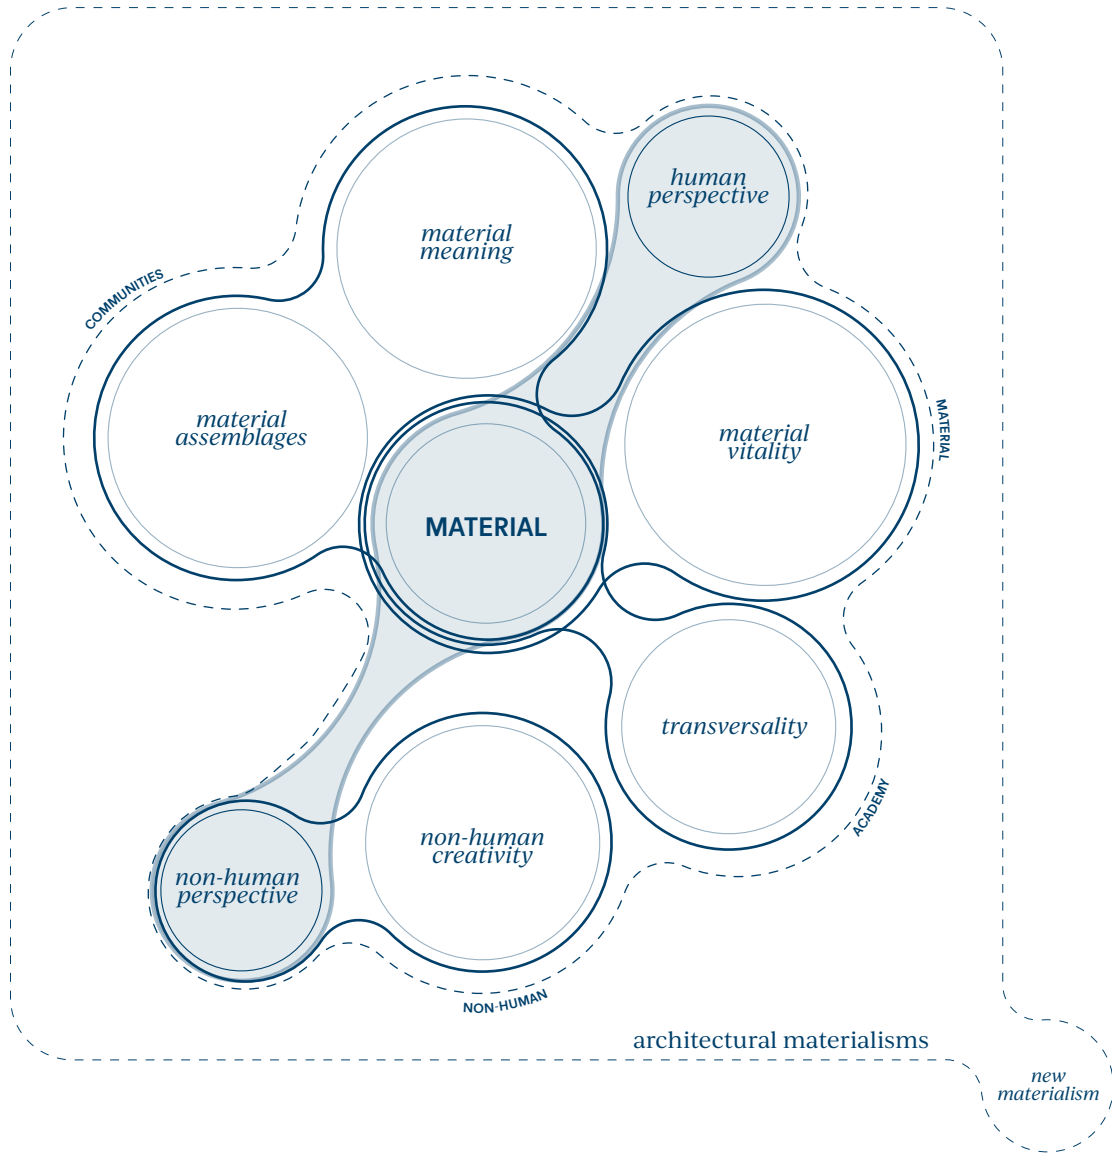 human
perspective
material
meaning
COMMUNITIES
material
assemblages
material
vitality
MATERIAL
MATERIAL
transversality
ACADEMY
non-human
creativity
non-human
perspective
NON-HUMAN
architectural materialisms
new
materialism